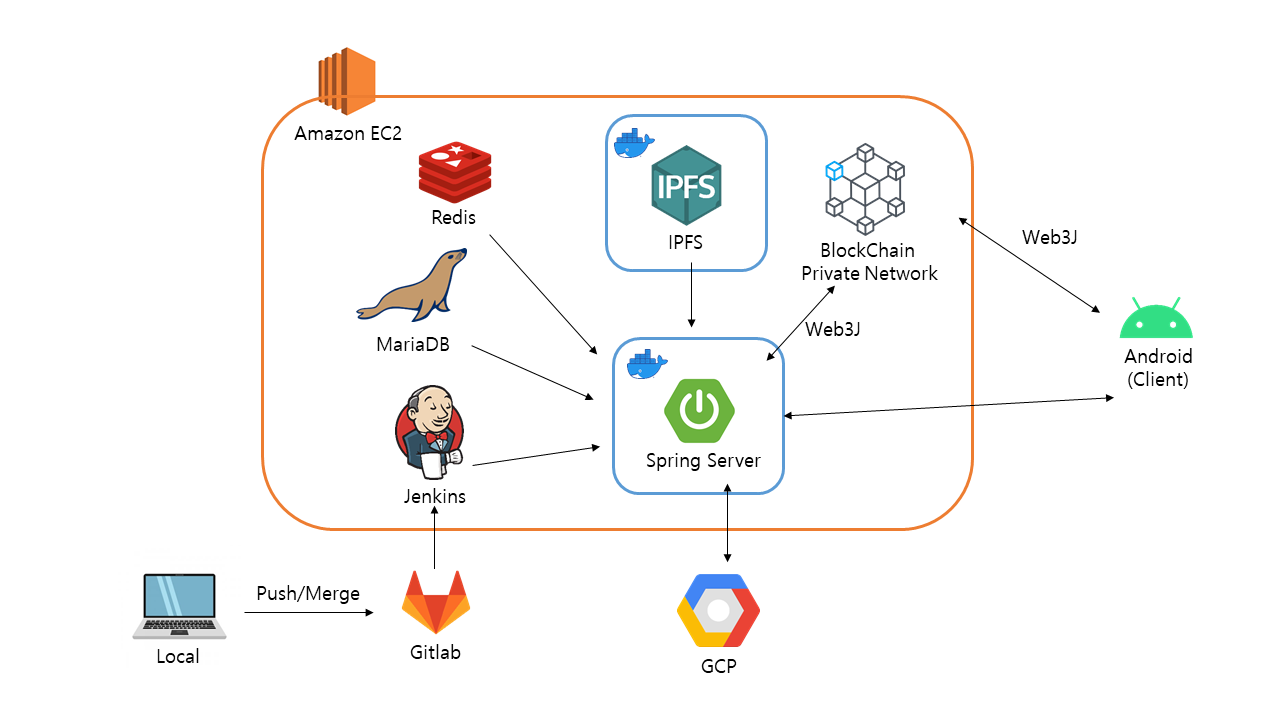 Amazon EC2
Redis
IPFS
IPFS
BlockChain
Private Network
Web3J
MariaDB
Web3J
Android
(Client)
Spring Server
Jenkins
Push/Merge
Local
Gitlab
GCP